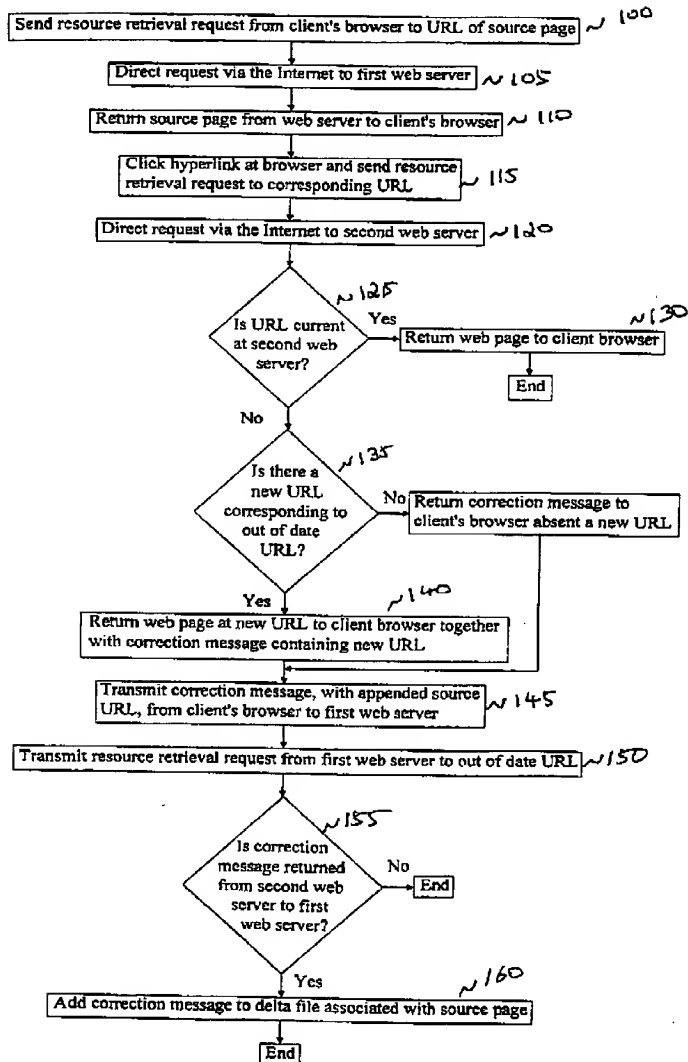 Send resource retrieval request from client's browser to URL of source page ~ 100
Direct request via the Internet to first web server ~ 105
Return source page from web server to client's browser ~ 110
Click hyperlink at browser and send resource
retrieval request to corresponding URL ~ 115
Direct request via the Internet to second web server ~ 120
~ 125
Is URL current
at second web
server?
Yes
~ 130
Return web page to client browser
End
No
~ 135
Is there a
new URL
corresponding to
out of date
URL?
No
Return correction message to
client's browser absent a new URL
Yes
~ 140
Return web page at new URL to client browser together
with correction message containing new URL
Transmit correction message, with appended source
URL, from client's browser to first web server ~ 145
Transmit resource retrieval request from first web server to out of date URL ~ 150
~ 155
Is correction
message returned
from second web
server to first
web server?
No
End
Yes
~ 160
Add correction message to delta file associated with source page
End